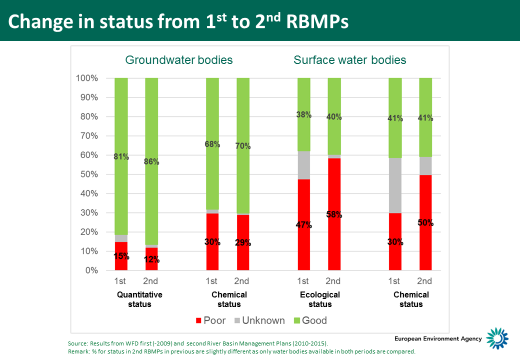 Change in status from 1st to 2nd RBMPs
Groundwater bodies
Surface water bodies
100%
90%
80%
70%
60%
50%
40%
30%
20%
10%
0%
81%
86%
68%
70%
38%
40%
41%
41%
15%
12%
30%
29%
47%
58%
30%
50%
1st 2nd 1st 2nd 1st 2nd 1st 2nd
Quantitative status
Chemical status
Ecological status
Chemical status
Poor Unknown Good
European Environment Agency
Source: Results from WFD first (-2009) and second River Basin Management Plans (2010-2015).
Remark: % for status in 2nd RBMPs in previous are slightly different as only water bodies available in both periods are compared.